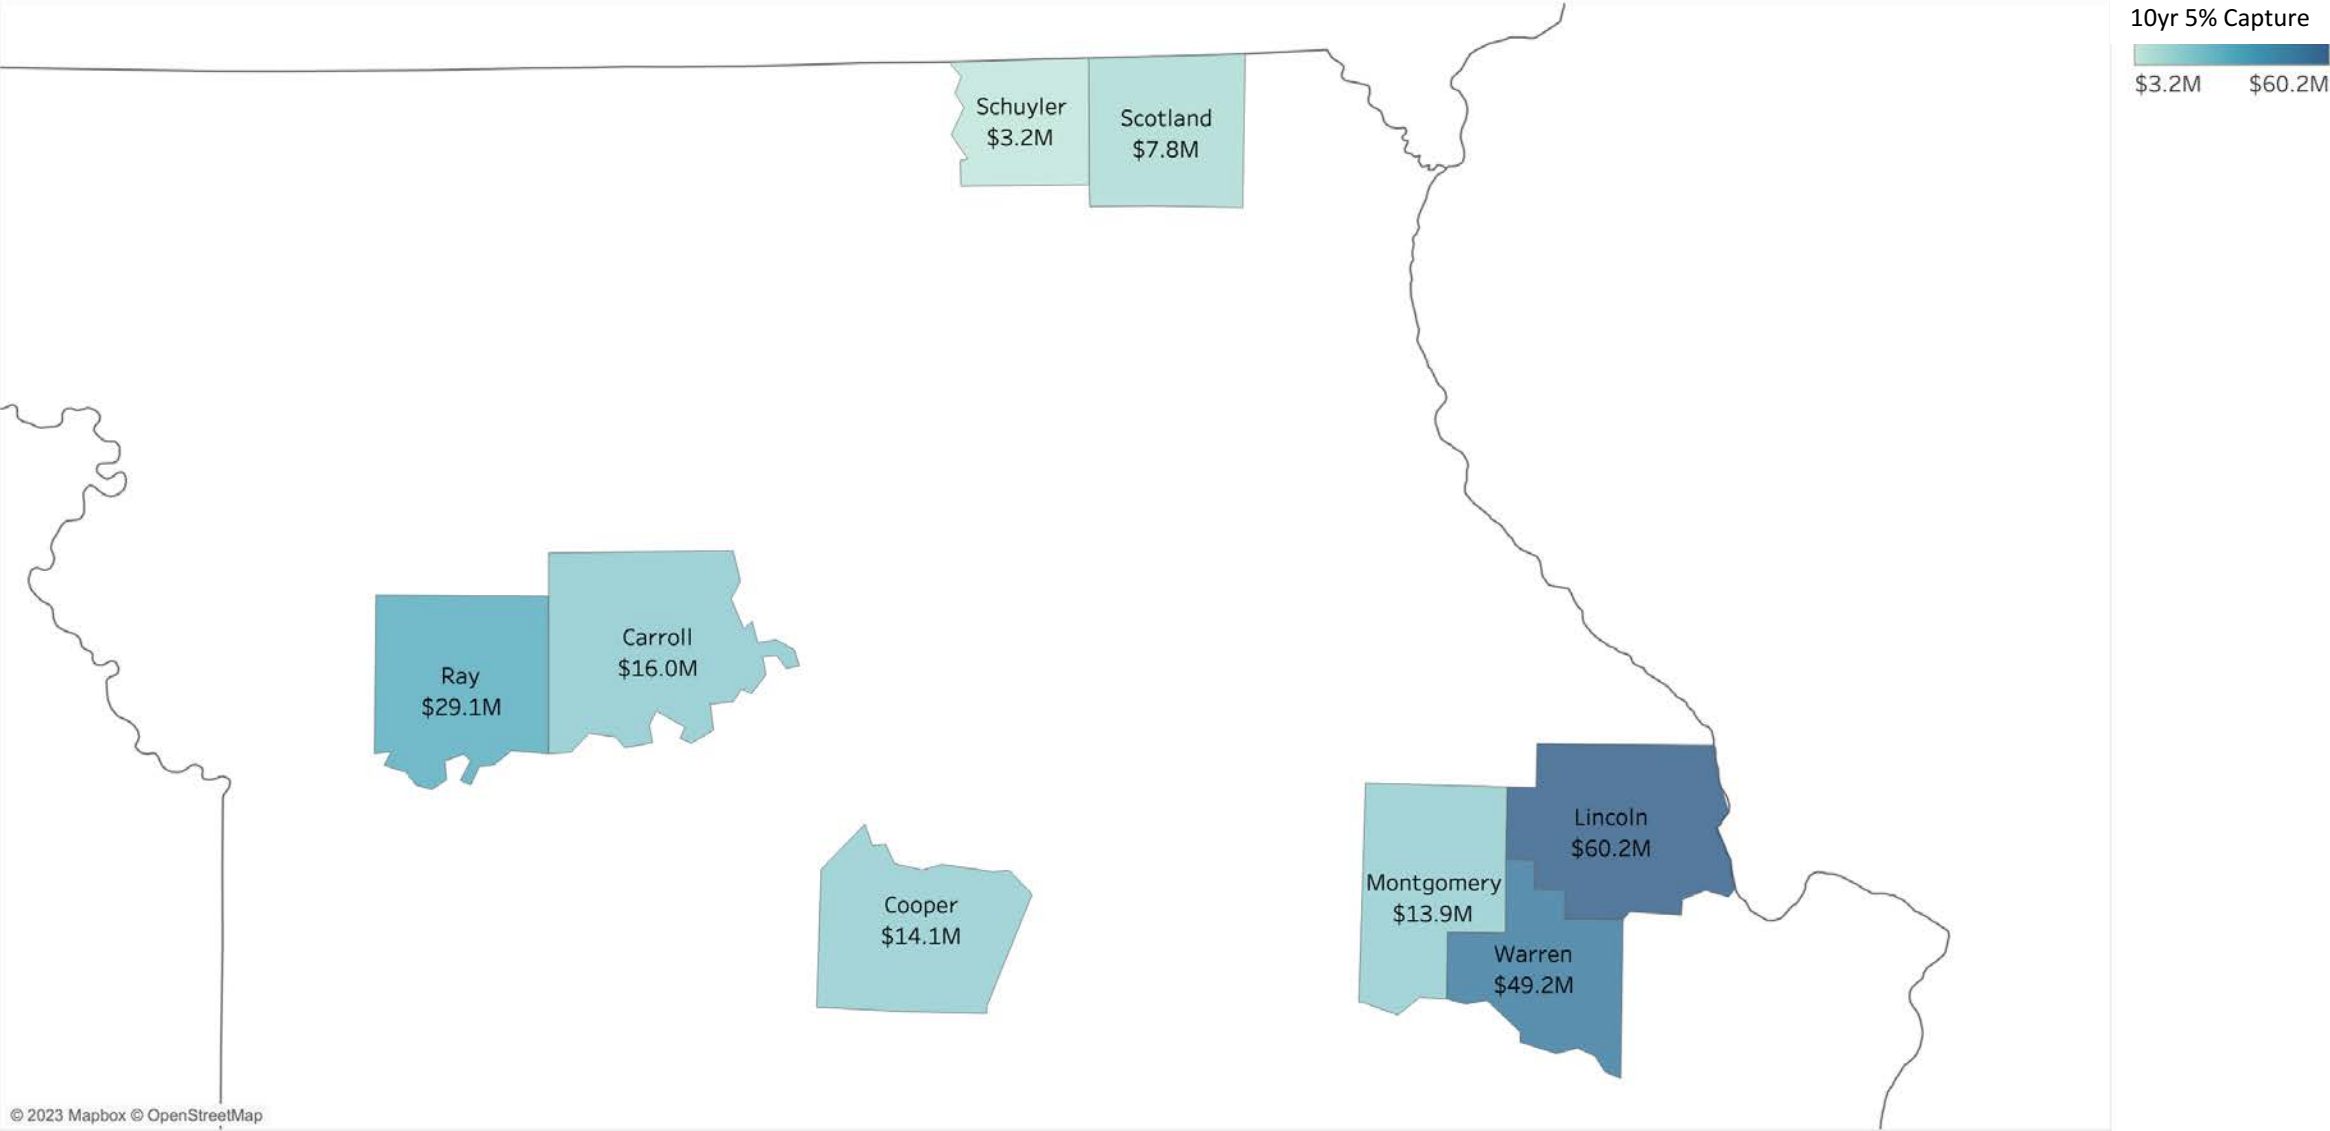 10yr 5% Capture
$3.2M $60.2M
Schuyler
$3.2M
Scotland
$7.8M
Carroll
$16.0M
Ray
$29.1M
Lincoln
$60.2M
Montgomery
$13.9M
Cooper
$14.1M
Warren
$49.2M
© 2023 Mapbox © OpenStreetMap